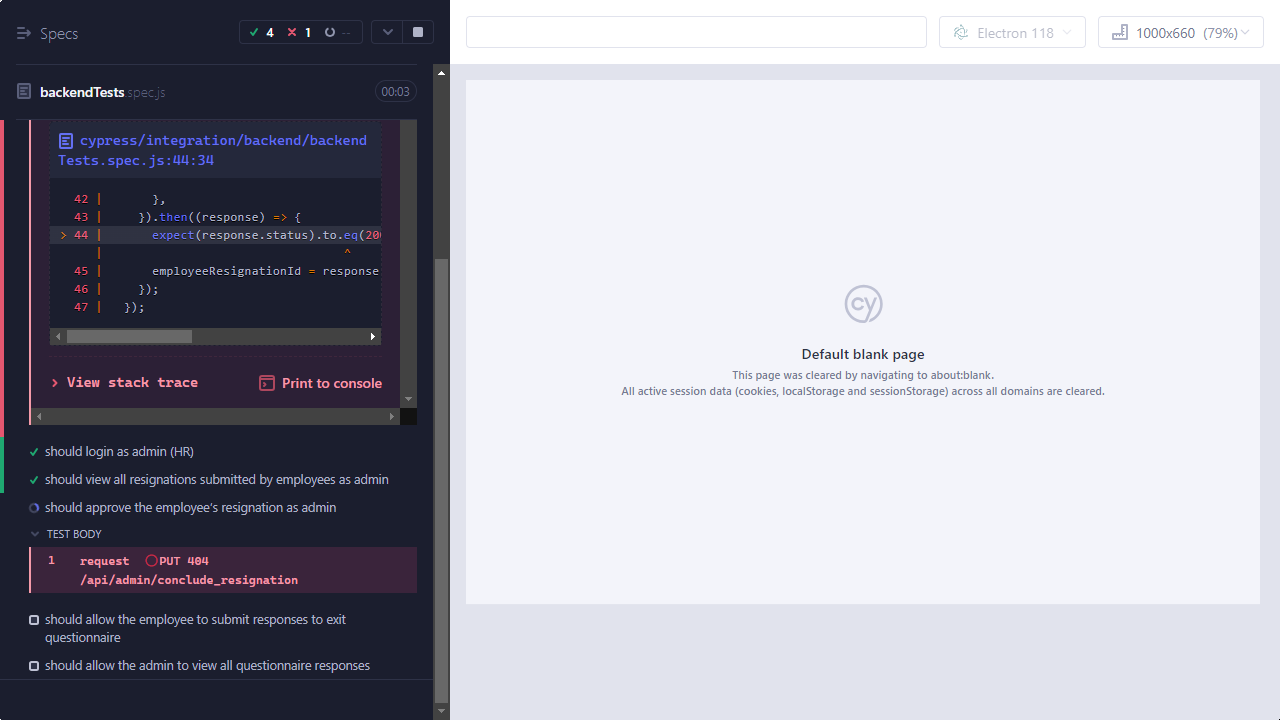 Specs
4 1 --
Electron 118
1000x660 (79%)
backendTests.spec.js
00:03
cypress/integration/backend/backend
Tests.spec.js:44:34
42 | },
43 | }).then((response) => {
> 44 | expect(response.status).to.eq(200
| ^
45 | employeeResignationId = response
46 | });
47 | });
> View stack trace
Print to console
should login as admin (HR)
should view all resignations submitted by employees as admin
should approve the employee's resignation as admin
TEST BODY
1 request PUT 404
/api/admin/conclude_resignation
should allow the employee to submit responses to exit
questionnaire
should allow the admin to view all questionnaire responses
cy
Default blank page
This page was cleared by navigating to about:blank.
All active session data (cookies, localStorage and sessionStorage) across all domains are cleared.